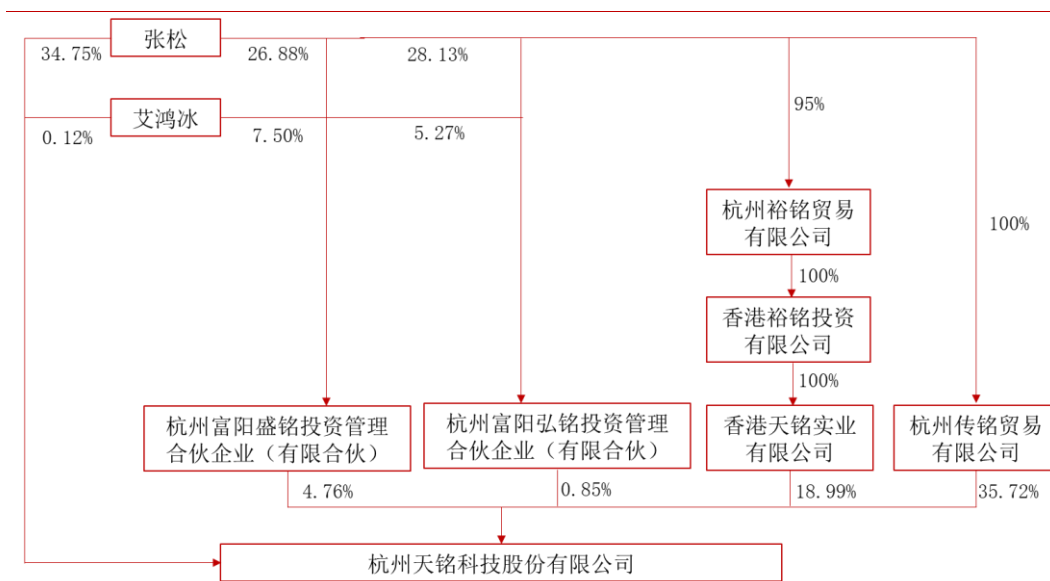 张松
34.75%
26.88%
28.13%
95%
艾鸿冰
0.12%
7.50%
5.27%
杭州裕铭贸易
有限公司
100%
100%
香港裕铭投资
有限公司
100%
杭州富阳盛铭投资管理
合伙企业（有限合伙）
杭州富阳弘铭投资管理
合伙企业（有限合伙）
香港天铭实业
有限公司
杭州传铭贸易
有限公司
4.76%
0.85%
18.99%
35.72%
杭州天铭科技股份有限公司